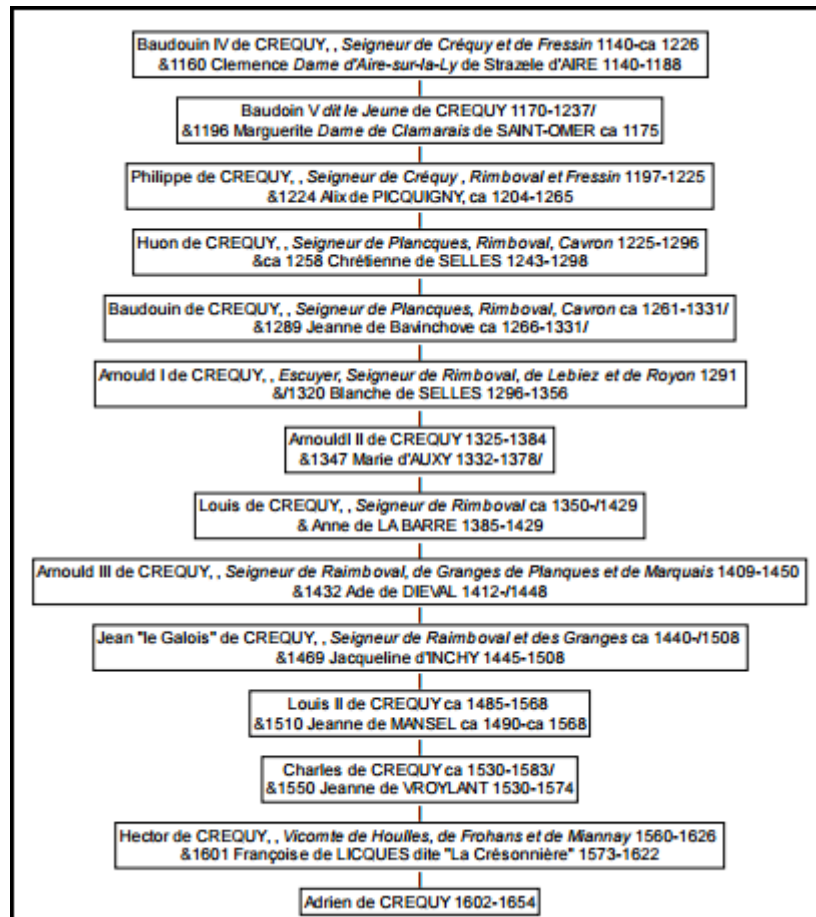 Baudouin IV de CREQUY, , Seigneur de Créquy et de Fressin 1140-ca 1226
&1160 Clemence Dame d'Aire-sur-la-Ly de Strazele d'AIRE 1140-1188
Baudoin V dit le Jeune de CREQUY 1170-1237/
&1196 Marguerite Dame de Clamarais de SAINT-OMER ca 1175
Philippe de CREQUY, , Seigneur de Créquy , Rimboval et Fressin 1197-1225
&1224 Alix de PICQUIGNY, ca 1204-1265
Huon de CREQUY, , Seigneur de Plancques, Rimboval, Cavron 1225-1296
&ca 1258 Chrétienne de SELLES 1243-1298
Baudouin de CREQUY, , Seigneur de Plancques, Rimboval, Cavron ca 1261-1331/
&1289 Jeanne de Bavinchove ca 1266-1331/
Arnould I de CREQUY, , Escuyer, Seigneur de Rimboval, de Lebiez et de Royon 1291
&/1320 Blanche de SELLES 1296-1356
Arnouldl II de CREQUY 1325-1384
&1347 Marie d'AUXY 1332-1378/
Louis de CREQUY, , Seigneur de Rimboval ca 1350-/1429
& Anne de LA BARRE 1385-1429
Arnould III de CREQUY, , Seigneur de Raimboval, de Granges de Planques et de Marquais 1409-1450
&1432 Ade de DIEVAL 1412-/1448
Jean "le Galois" de CREQUY, , Seigneur de Raimboval et des Granges ca 1440-/1508
&1469 Jacqueline d'INCHY 1445-1508
Louis II de CREQUY ca 1485-1568
&1510 Jeanne de MANSEL ca 1490-ca 1568
Charles de CREQUY ca 1530-1583/
&1550 Jeanne de VROYLANT 1530-1574
Hector de CREQUY, , Vicomte de Houlles, de Frohans et de Miannay 1560-1626
&1601 Françoise de LICQUES dite "La Crésonnière" 1573-1622
Adrien de CREQUY 1602-1654